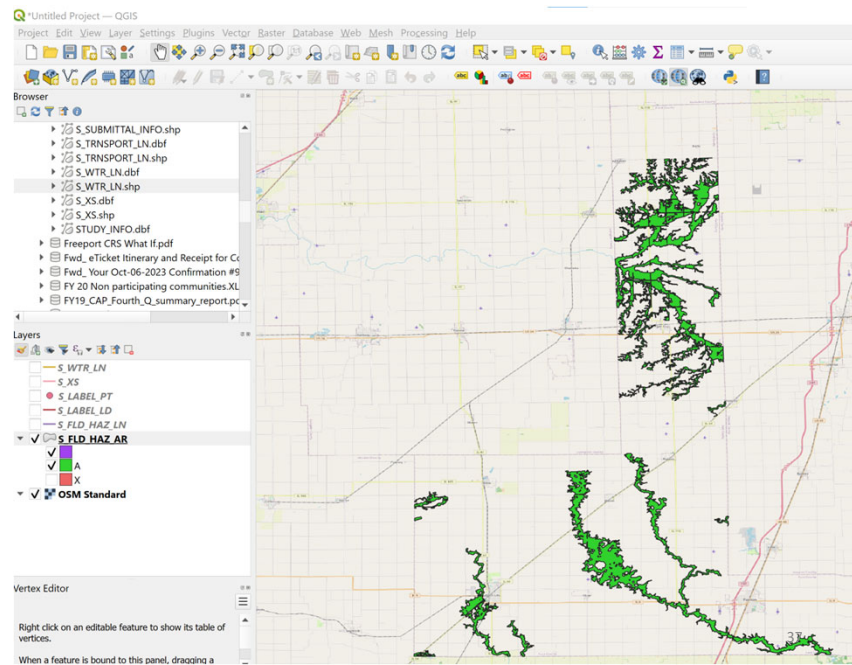 *Untitled Project — QGIS
Project Edit View Layer Settings Plugins Vector Raster Database Web Mesh Processing Help
abc abc abc
Browser
S_SUBMITTAL_INFO.shp
S_TRNSPORT_LN.dbf
S_TRNSPORT_LN.shp
S_WTR_LN.dbf
S_WTR_LN.shp
S_XS.dbf
S_XS.shp
STUDY_INFO.dbf
Freeport CRS What If.pdf
Fwd_ eTicket Itinerary and Receipt for Co
Fwd_ Your Oct-06-2023 Confirmation #9
FY 20 Non participating communities.XL
FY19_CAP_Fourth_Q_summary_report.pd
Layers
S_WTR_LN
S_XS
S_LABEL_PT
S_LABEL_LD
S_FLD_HAZ_LN
S_FLD_HAZ_AR
A
X
OSM Standard
Vertex Editor
Right click on an editable feature to show its table of
vertices.
When a feature is bound to this panel, dragging a
37